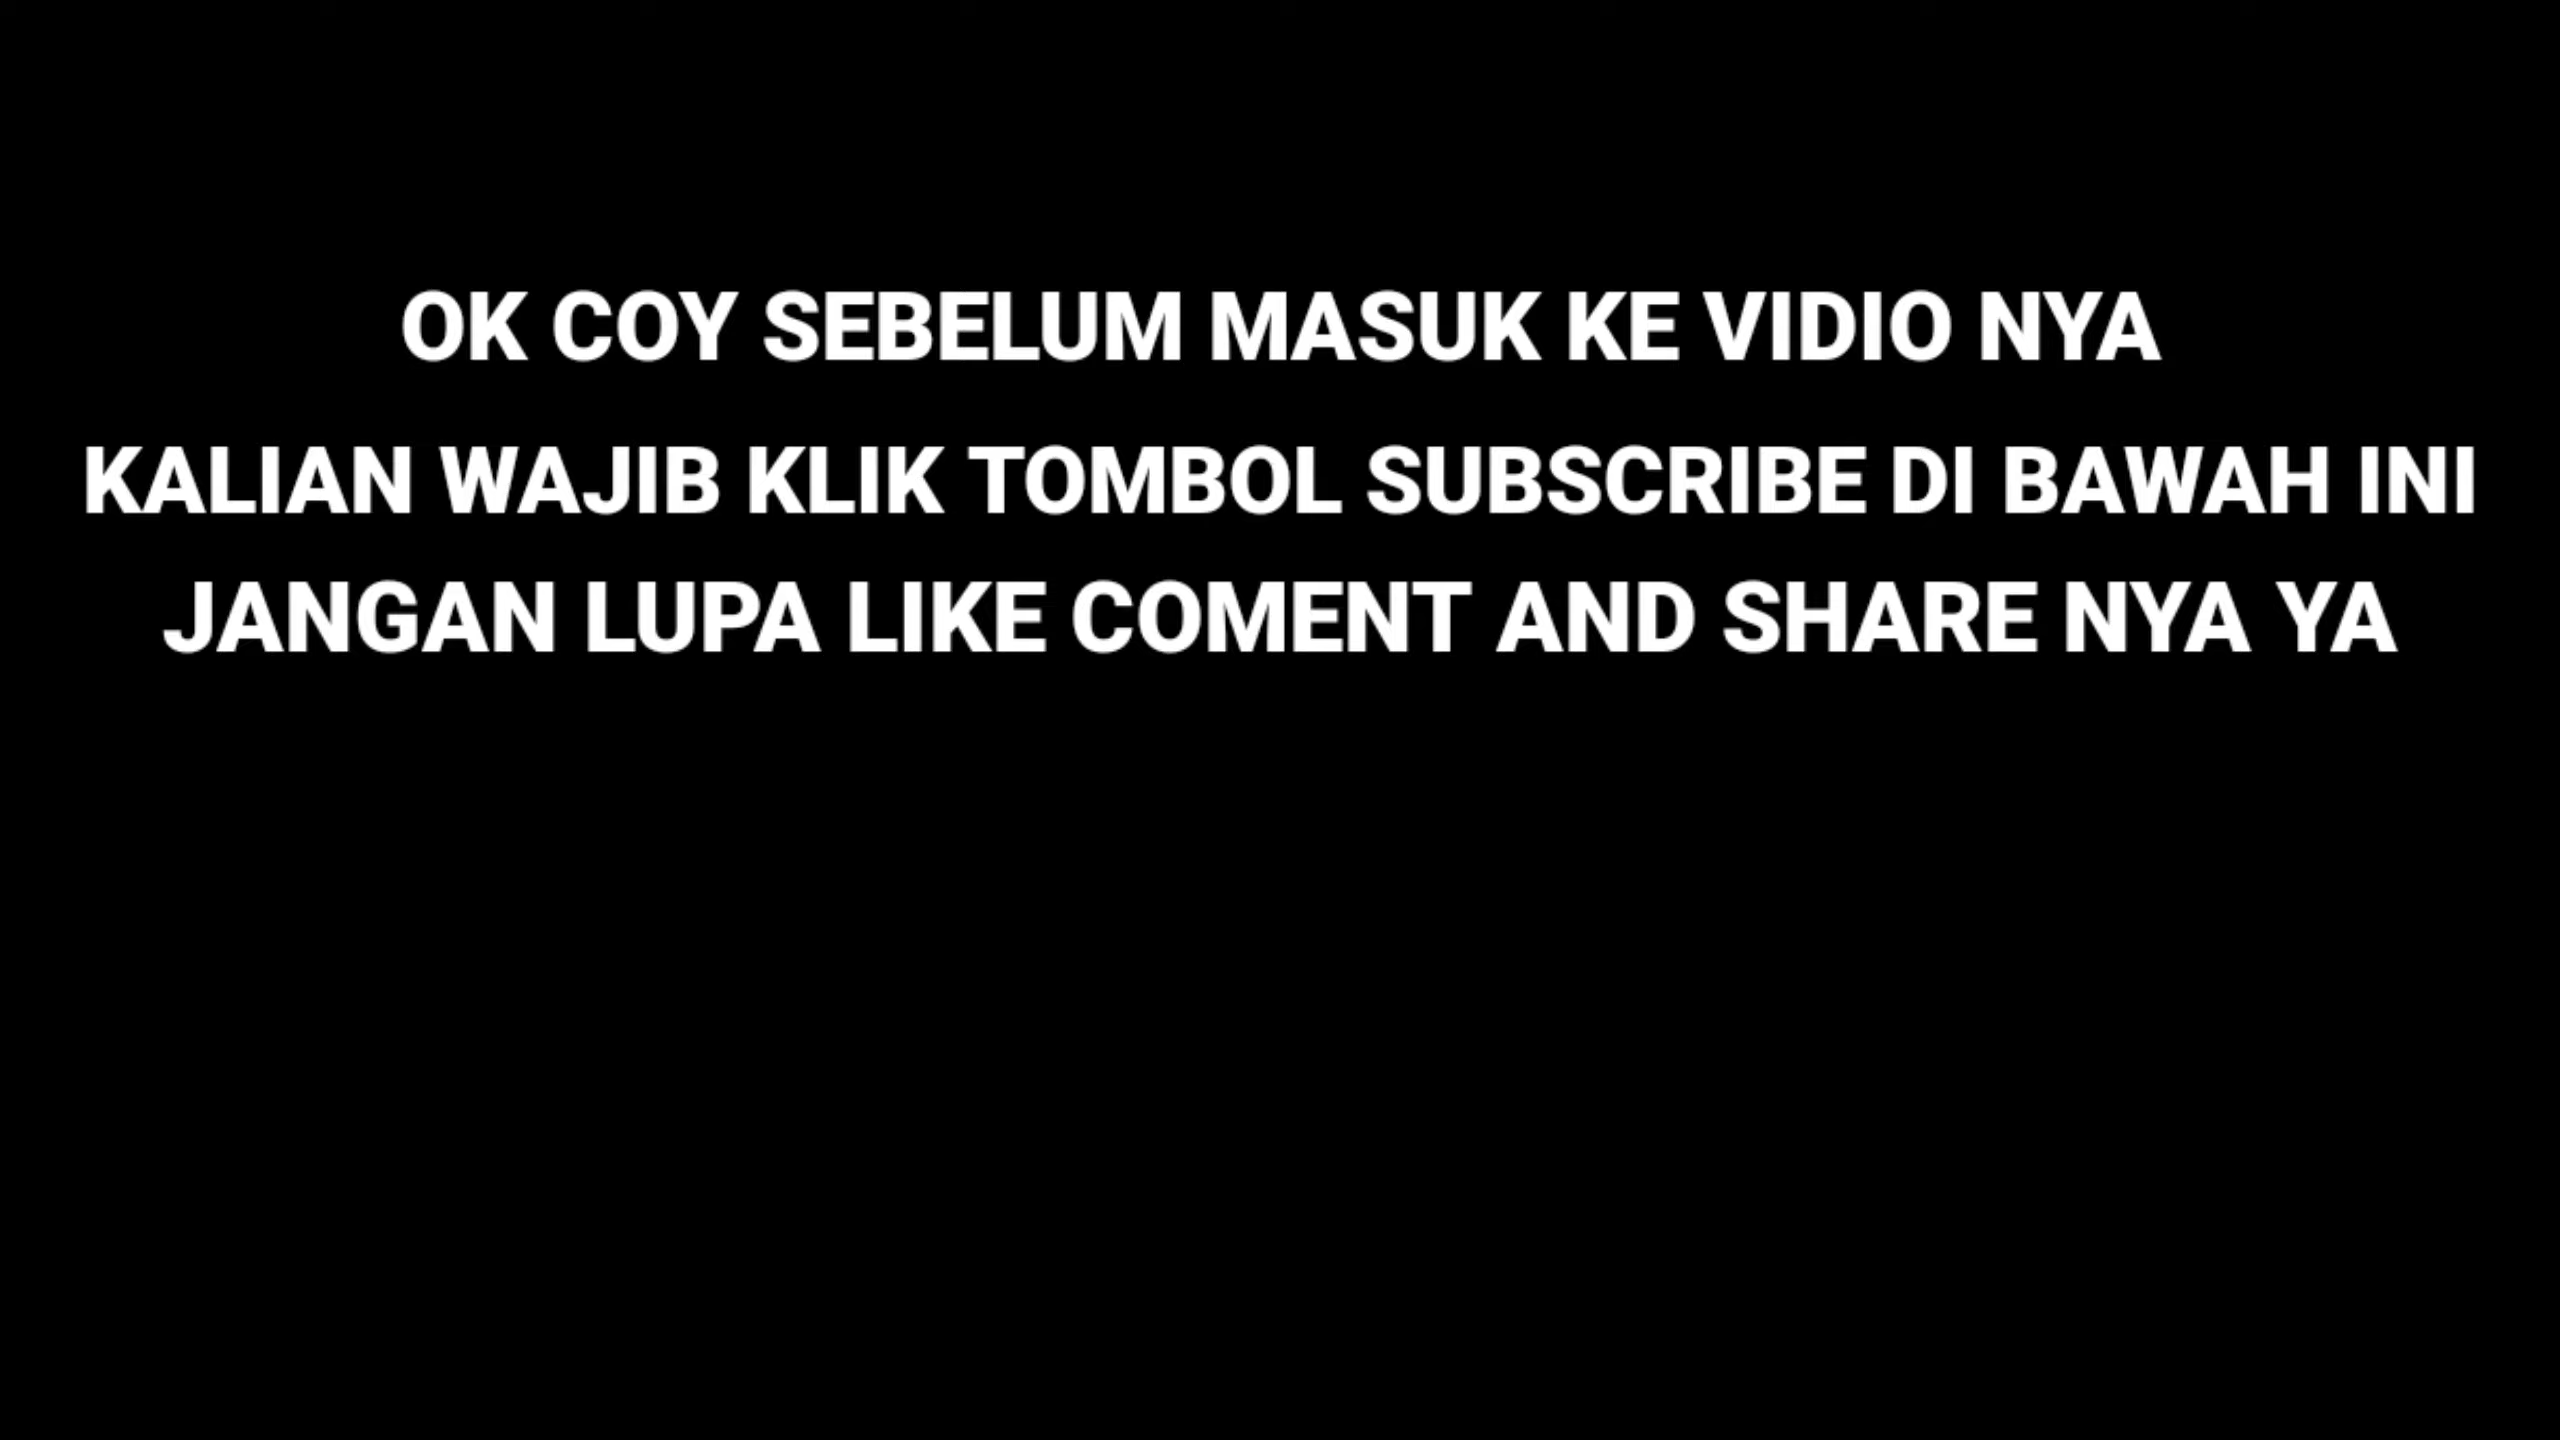 OK COY SEBELUM MASUK KE VIDIO NYA
KALIAN WAJIB KLIK TOMBOL SUBSCRIBE DI BAWAH INI
JANGAN LUPA LIKE COMENT AND SHARE NYA YA